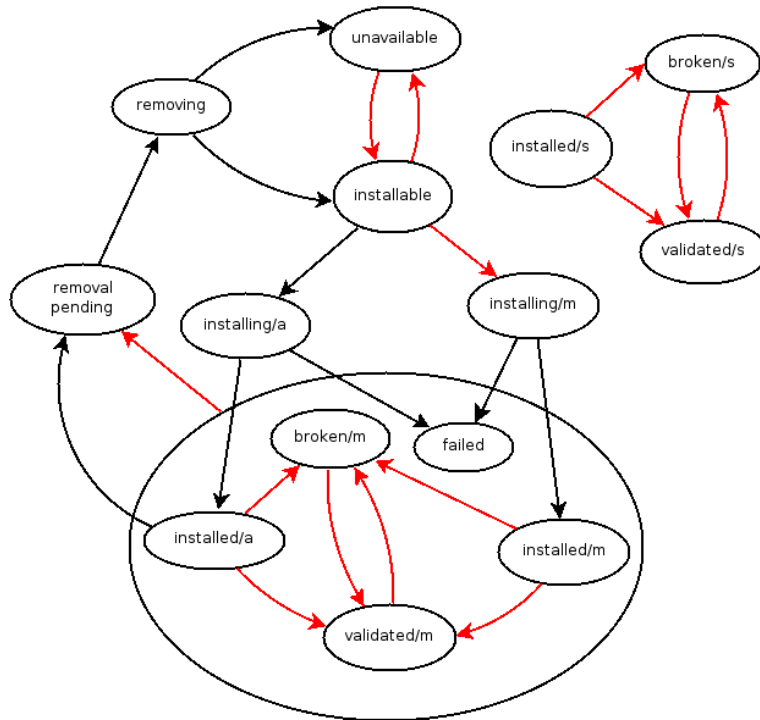 unavailable
broken/s
removing
installed/s
installable
validated/s
removal
pending
installing/m
installing/a
broken/m
failed
installed/a
installed/m
validated/m